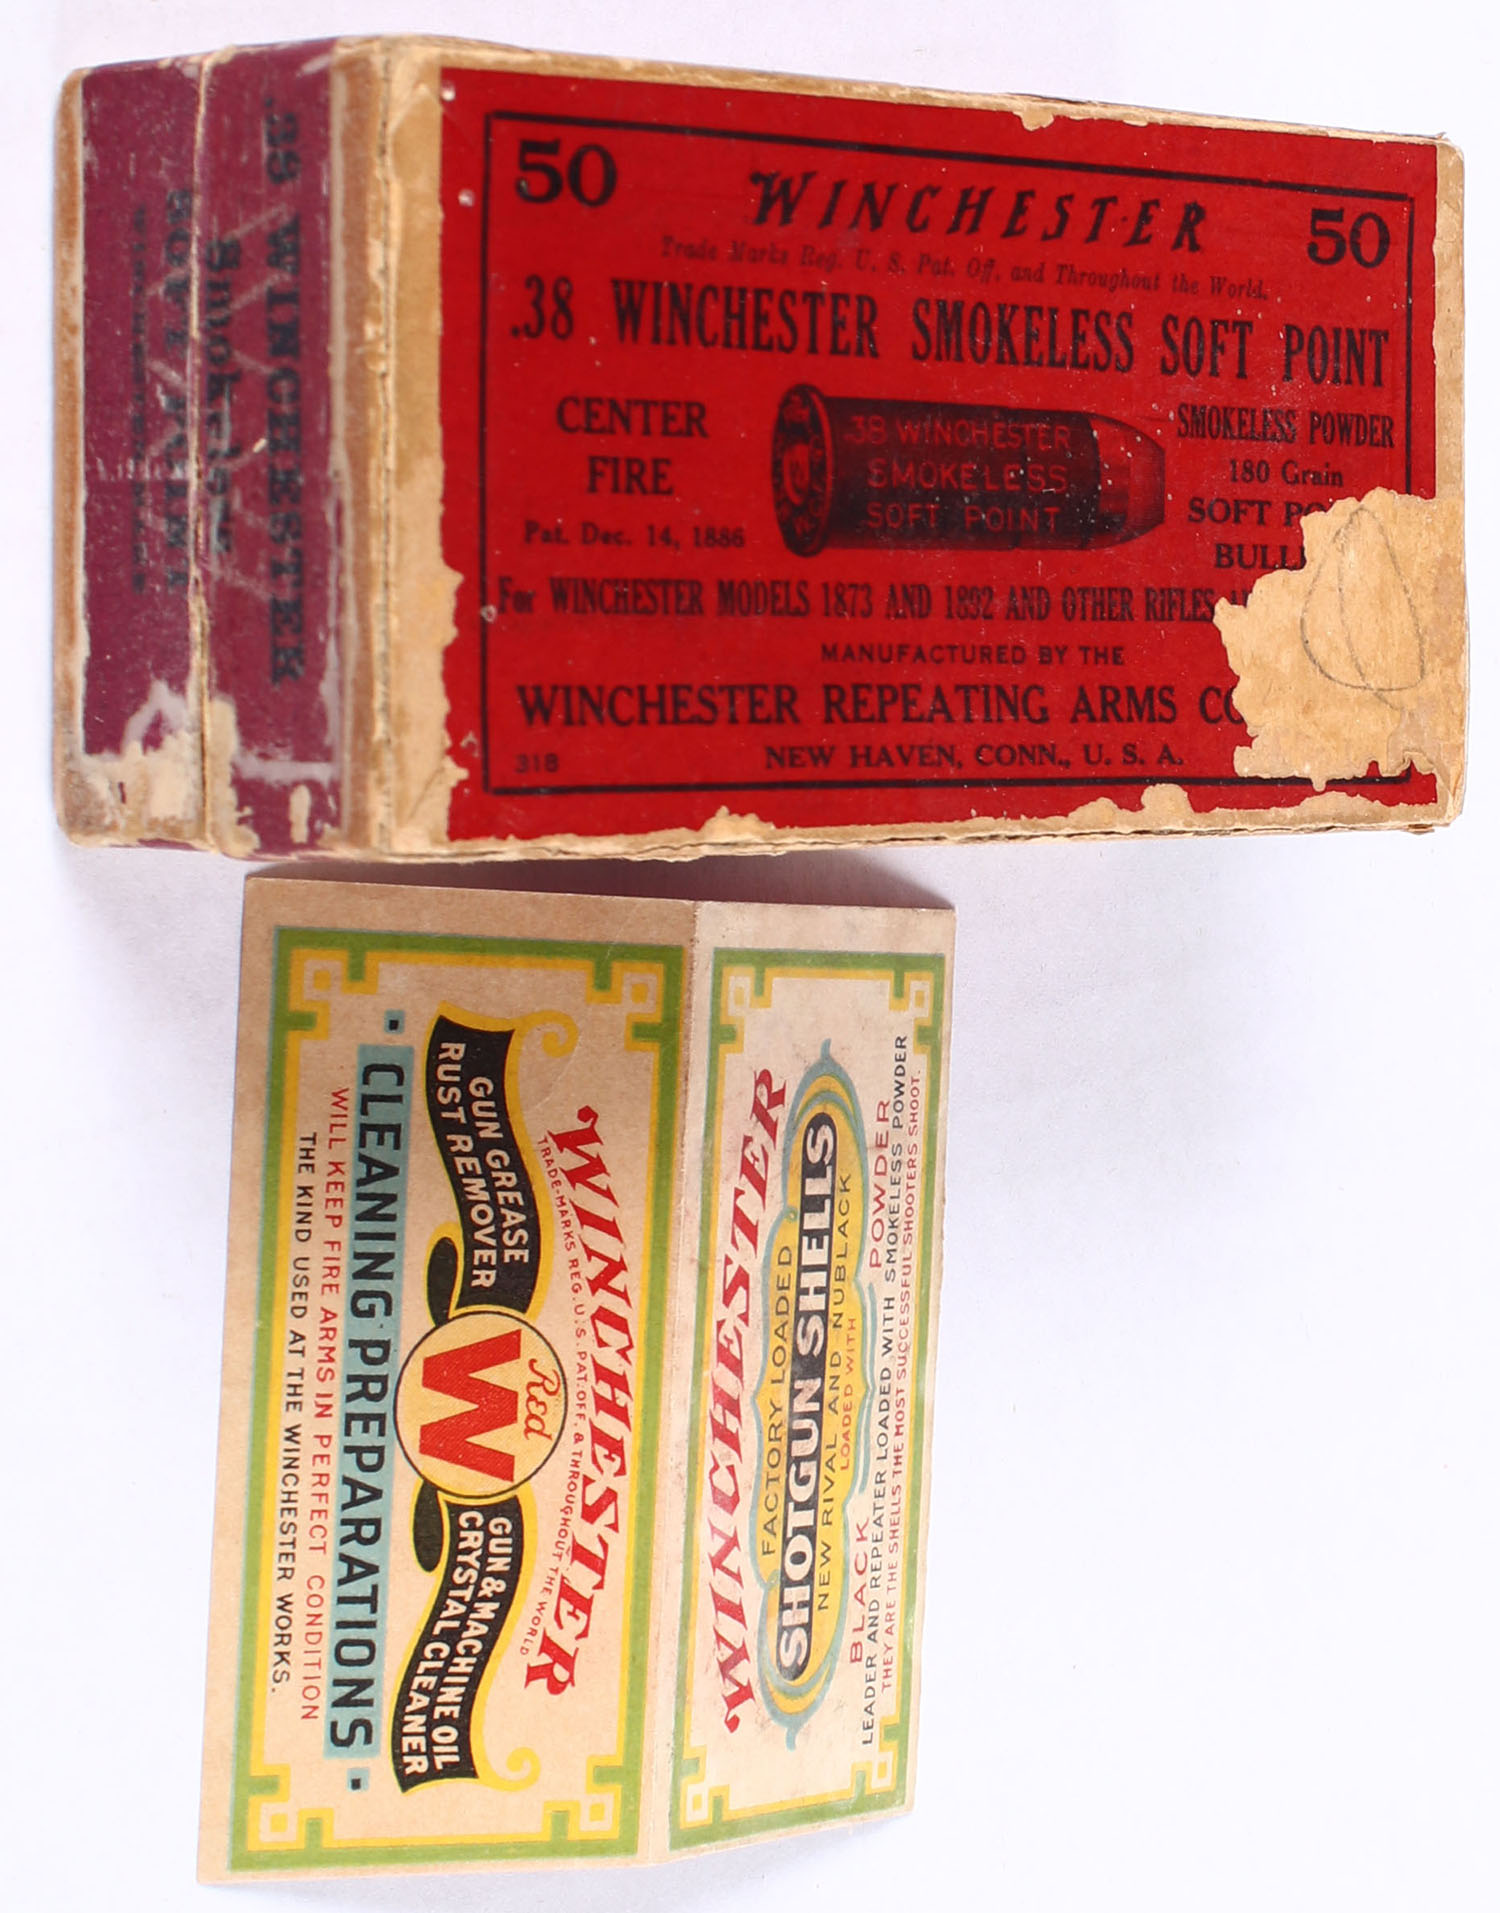 50 WINCHESTER 50
Trade Marks Reg. U. S. Pat. Off. and Throughout the World.
.38 WINCHESTER SMOKELESS SOFT POINT
CENTER
FIRE
Pat. Dec. 14, 1886
38 WINCHESTER
SMOKELESS
SOFT POINT
SMOKELESS POWDER
180 Grain
SOFT PO
BULL
For WINCHESTER MODELS 1873 AND 1892 AND OTHER RIFLES
MANUFACTURED BY THE
WINCHESTER REPEATING ARMS CO
318
NEW HAVEN, CONN., U. S. A.
.38 WINCHESTER
Smokeless
SOFT POINT
WINCHESTER
TRADE-MARKS REG. U.S. PAT. OFF. & THROUGHOUT THE WORLD
GUN GREASE
RUST REMOVER
Red
W
GUN & MACHINE OIL
CRYSTAL CLEANER
· CLEANING PREPARATIONS ·
WILL KEEP FIRE ARMS IN PERFECT CONDITION
THE KIND USED AT THE WINCHESTER WORKS.
WINCHESTER
FACTORY LOADED
SHOTGUN SHELLS
NEW RIVAL AND NUBLACK
LOADED WITH
BLACK POWDER
LEADER AND REPEATER LOADED WITH SMOKELESS POWDER
THEY ARE THE SHELLS THE MOST SUCCESSFUL SHOOTERS SHOOT.